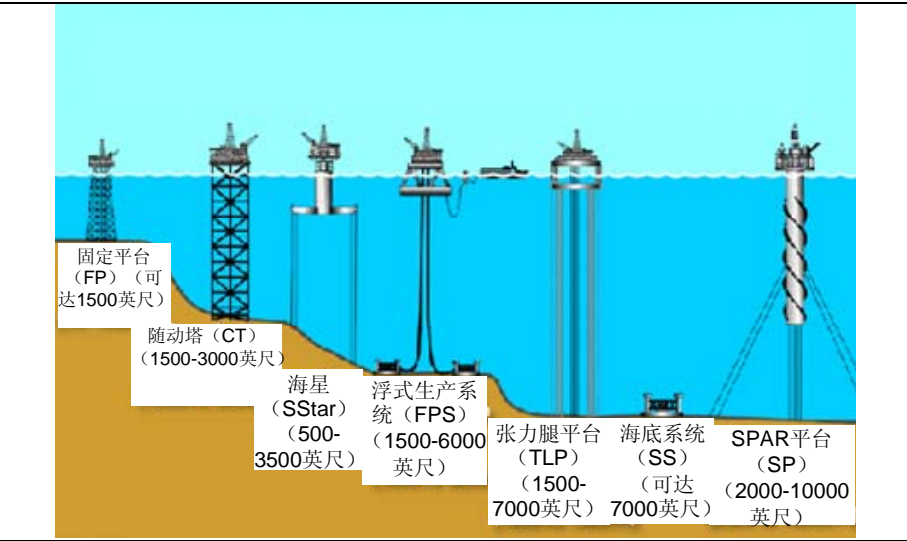 固定平台
（FP）（可
达1500英尺）
随动塔（CT）
（1500-3000英尺）
海星
（SStar）
（500-
3500英尺）
浮式生产系
统（FPS）
（1500-6000
英尺）
张力腿平台
（TLP）
（1500-
7000英尺）
海底系统
（SS）
（可达
7000英尺）
SPAR平台
（SP）
（2000-10000
英尺）